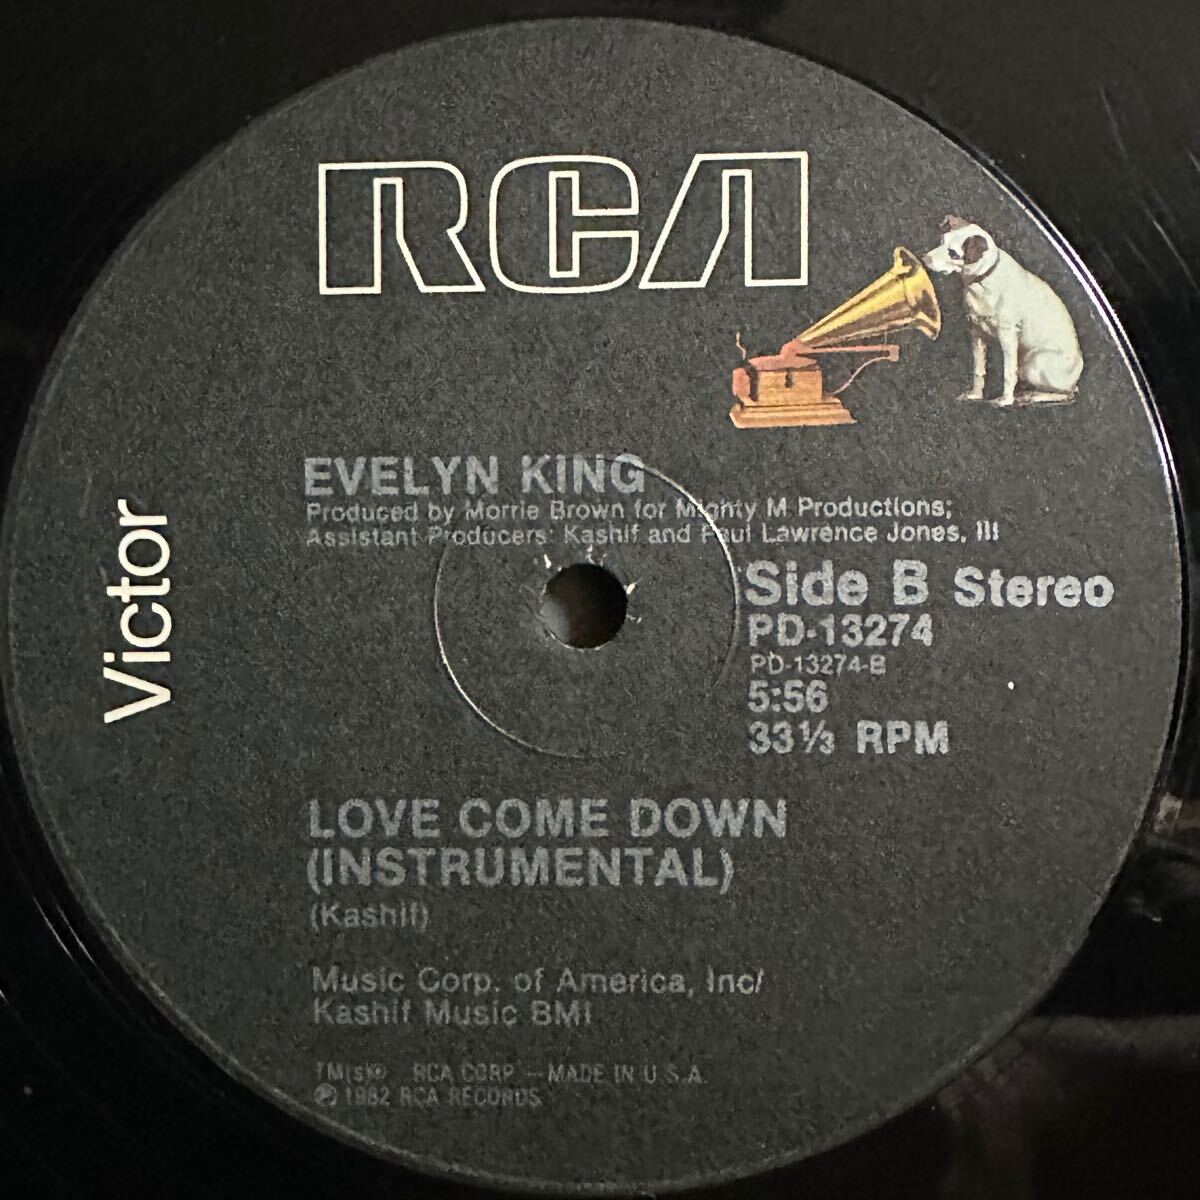 RCA
Victor
EVELYN KING
Produced by Morrie Brown for Mighty M Productions;
Assistant Producers: Kashif and Paul Lawrence Jones, III
Side B Stereo
PD-13274
PD-13274-B
5:56
33⅓ RPM
LOVE COME DOWN
(INSTRUMENTAL)
(Kashif)
Music Corp. of America, Inc/
Kashif Music BMI
TM(s)® RCA CORP — MADE IN U.S.A.
℗ 1982 RCA RECORDS